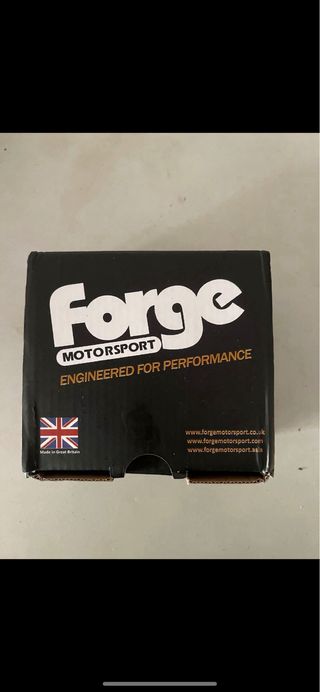 forge
MOTORSPORT
ENGINEERED FOR PERFORMANCE
Made in Great Britain
www.forgemotorsport.co.uk
www.forgemotorsport.com
www.forgemotorsport.asia